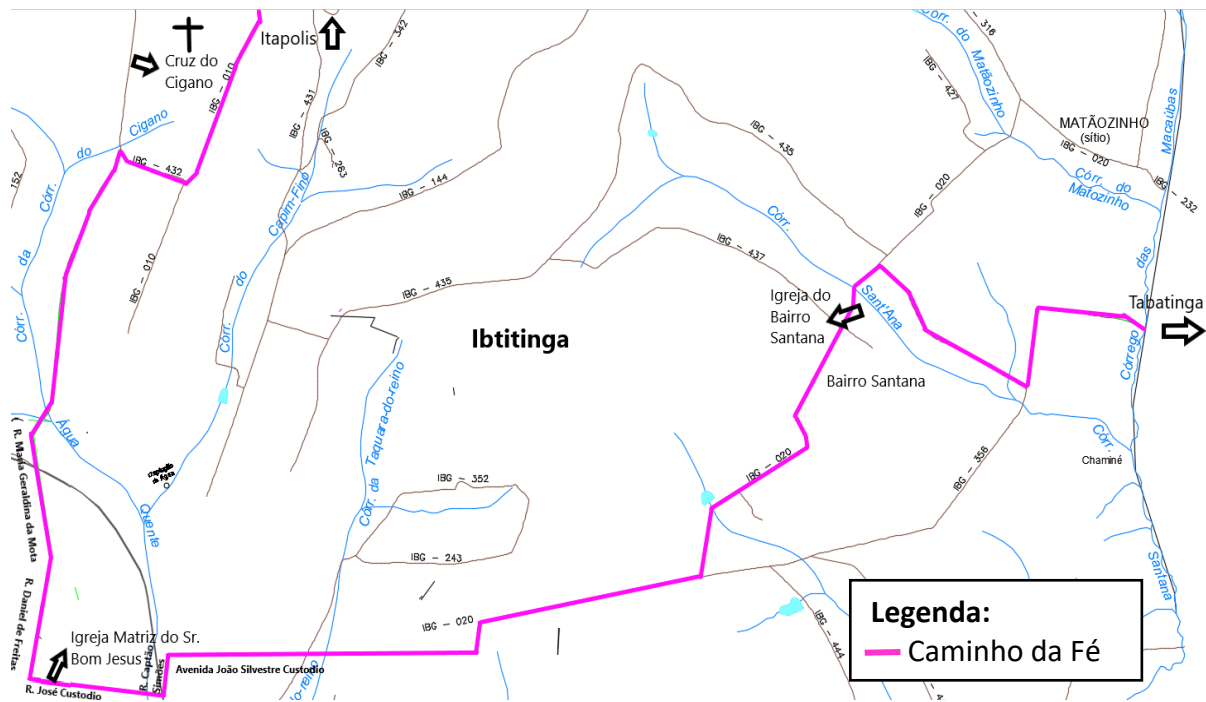 Itapolis
Cruz do
Cigano
IBG - 010
IBG - 342
Córr. do Matãozinho
316
IBG - 427
MATÃOZINHO
(sítio)
IBG - 020
Macaúbas
IBG - 431
IBG - 263
IBG - 435
Córr. da
do Cigano
IBG - 432
152
Córr. do Capim-Fino
IBG - 144
IBG - 020
Córr. do
Matozinho
IBG - 232
IBG - 010
IBG - 435
IBG - 437
Córr. Sant'Ana
Igreja do
Bairro
Santana
Córrego das
Tabatinga
Ibtitinga
Bairro Santana
Córr.
Água
Quente
R. Maria Geraldina da Mota
Córr. da Taquara-do-reino
IBG - 352
IBG - 243
IBG - 020
IBG - 356
Córr.
Chaminé
Santana
R. Daniel de Freitas
Igreja Matriz do Sr.
Bom Jesus
R. Captão
Simões
R. José Custodio
Avenida João Silvestre Custodio
IBG - 020
do-reino
IBG - 444
Legenda:
Caminho da Fé